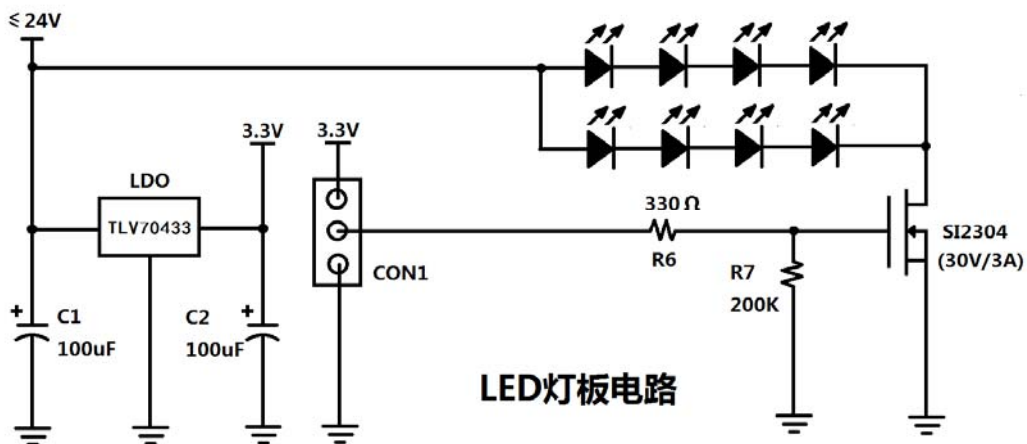 ≤ 24V
3.3V
3.3V
LDO
TLV70433
330 Ω
R6
SI2304
(30V/3A)
R7
200K
CON1
C1
100uF
C2
100uF
LED灯板电路